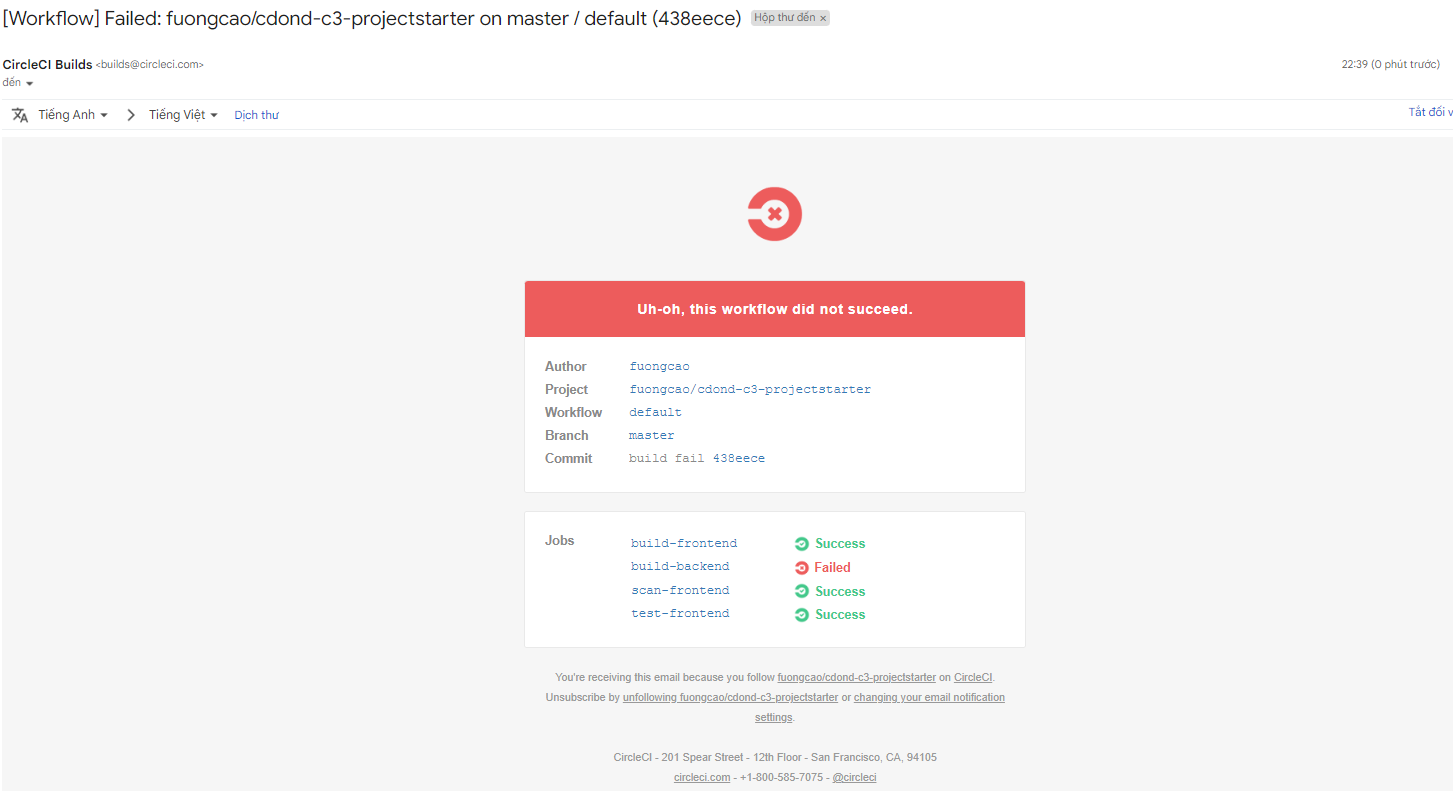 [Workflow] Failed: fuongcao/cdond-c3-projectstarter on master / default (438eece) Hộp thư đến ×
CircleCI Builds <builds@circleci.com> 22:39 (0 phút trước)
đến
Tiếng Anh > Tiếng Việt Dịch thư Tắt đối v
Uh-oh, this workflow did not succeed.
Author fuongcao
Project fuongcao/cdond-c3-projectstarter
Workflow default
Branch master
Commit build fail 438eece
Jobs build-frontend Success
build-backend Failed
scan-frontend Success
test-frontend Success
You're receiving this email because you follow fuongcao/cdond-c3-projectstarter on CircleCI.
Unsubscribe by unfollowing fuongcao/cdond-c3-projectstarter or changing your email notification
settings.
CircleCI - 201 Spear Street - 12th Floor - San Francisco, CA, 94105
circleci.com - +1-800-585-7075 - @circleci